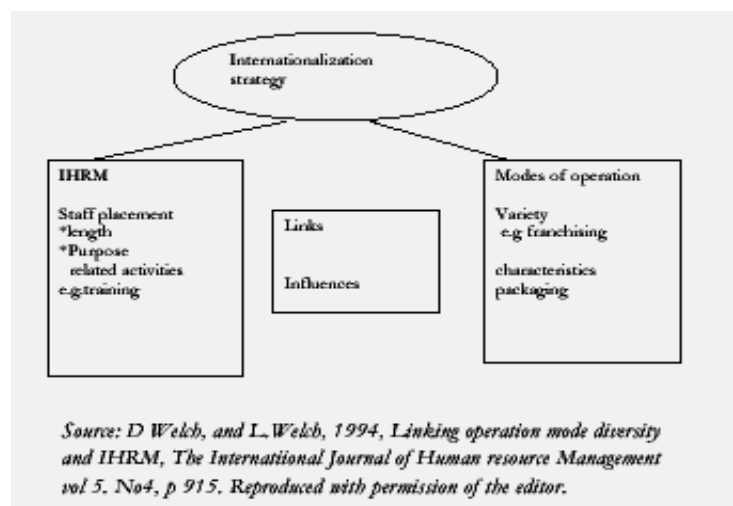 Internationalization
strategy
IHRM
Staff placement
*length
*Purpose
related activities
e.g.training
Links
Influences
Modes of operation
Variety
e.g franchising
characteristics
packaging
Source: D Welch, and L.Welch, 1994, Linking operation mode diversity
and IHRM, The Internatiional Journal of Human resource Management
vol 5. No4, p 915. Reproduced with permission of the editor.